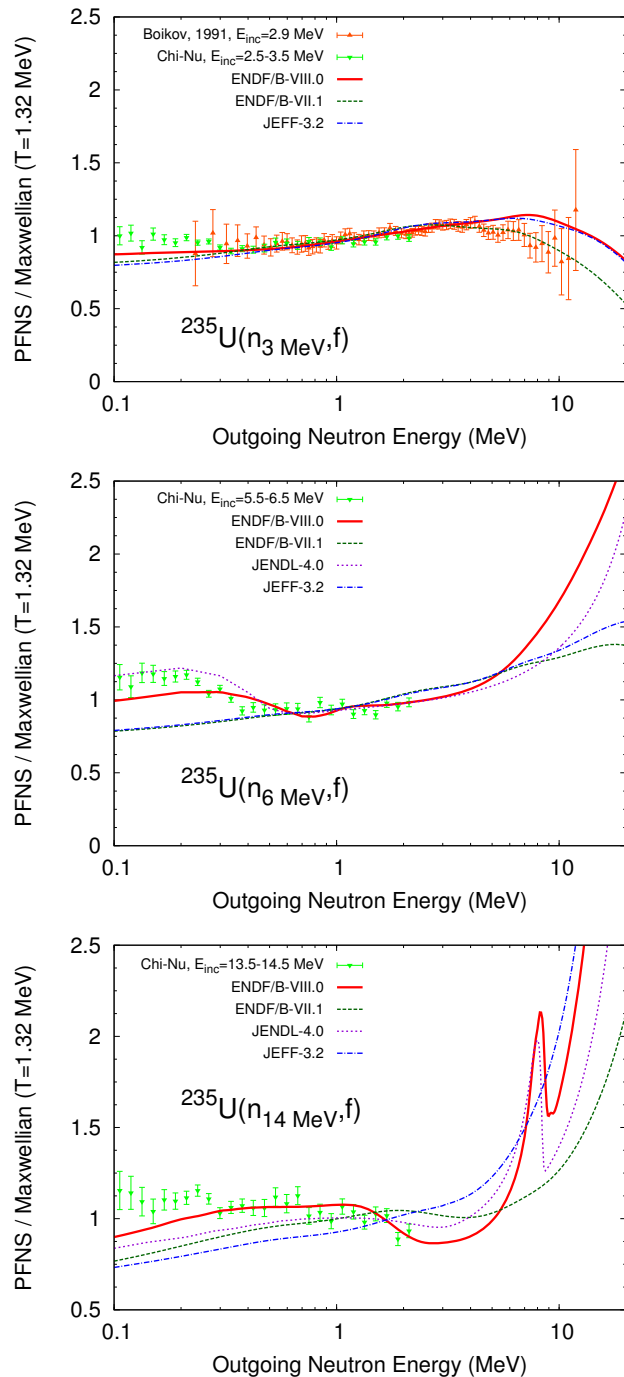 Boikov, 1991, E_inc=2.9 MeV
Chi-Nu, E_inc=2.5-3.5 MeV
ENDF/B-VIII.0
ENDF/B-VII.1
JEFF-3.2
PFNS / Maxwellian (T=1.32 MeV)
2.5
2
1.5
1
0.5
0
235U(n3 MeV,f)
0.1
1
10
Outgoing Neutron Energy (MeV)
Chi-Nu, E_inc=5.5-6.5 MeV
ENDF/B-VIII.0
ENDF/B-VII.1
JENDL-4.0
JEFF-3.2
PFNS / Maxwellian (T=1.32 MeV)
2.5
2
1.5
1
0.5
0
235U(n6 MeV,f)
0.1
1
10
Outgoing Neutron Energy (MeV)
Chi-Nu, E_inc=13.5-14.5 MeV
ENDF/B-VIII.0
ENDF/B-VII.1
JENDL-4.0
JEFF-3.2
PFNS / Maxwellian (T=1.32 MeV)
2.5
2
1.5
1
0.5
235U(n14 MeV,f)
0.1
1
10
Outgoing Neutron Energy (MeV)